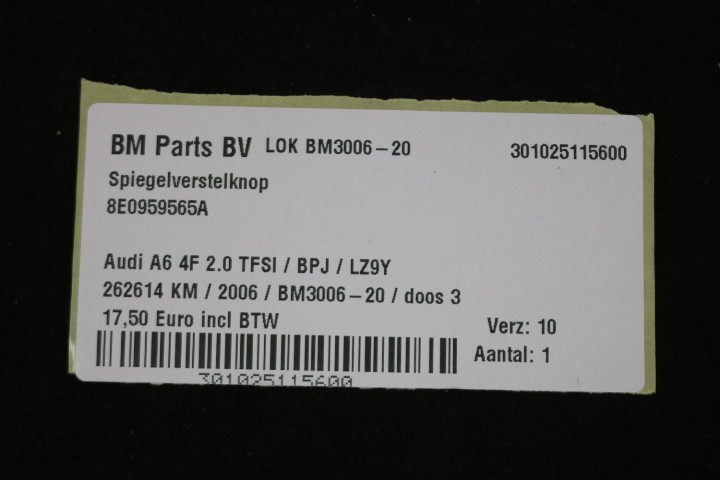 BM Parts BV LOK BM3006-20 301025115600
Spiegelverstelknop
8E0959565A
Audi A6 4F 2.0 TFSI / BPJ / LZ9Y
262614 KM / 2006 / BM3006-20 / doos 3
17,50 Euro incl BTW Verz: 10
Aantal: 1
301025115600